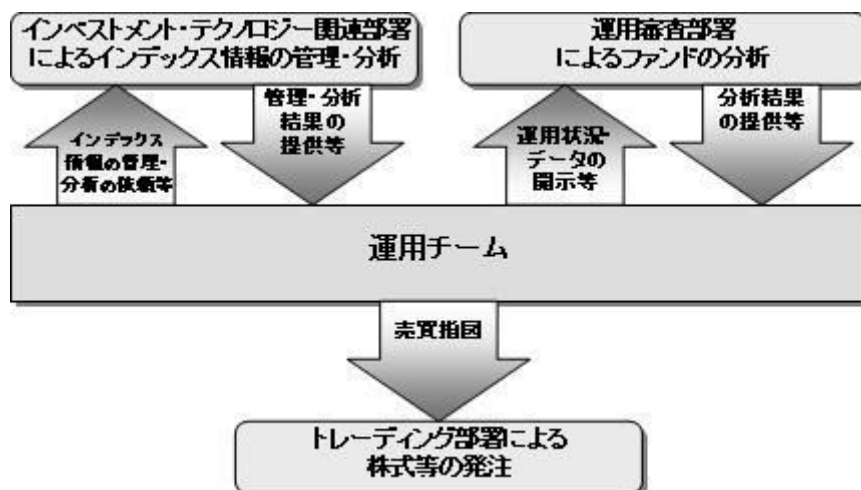 インベストメント・テクノロジー関連部署
によるインデックス情報の管理・分析
運用審査部署
によるファンドの分析
インデックス
情報の管理・
分析の依頼等
管理・分析
結果の
提供等
運用状況・
データの
開示等
分析結果
の提供等
運用チーム
売買指図
トレーディング部署による
株式等の発注